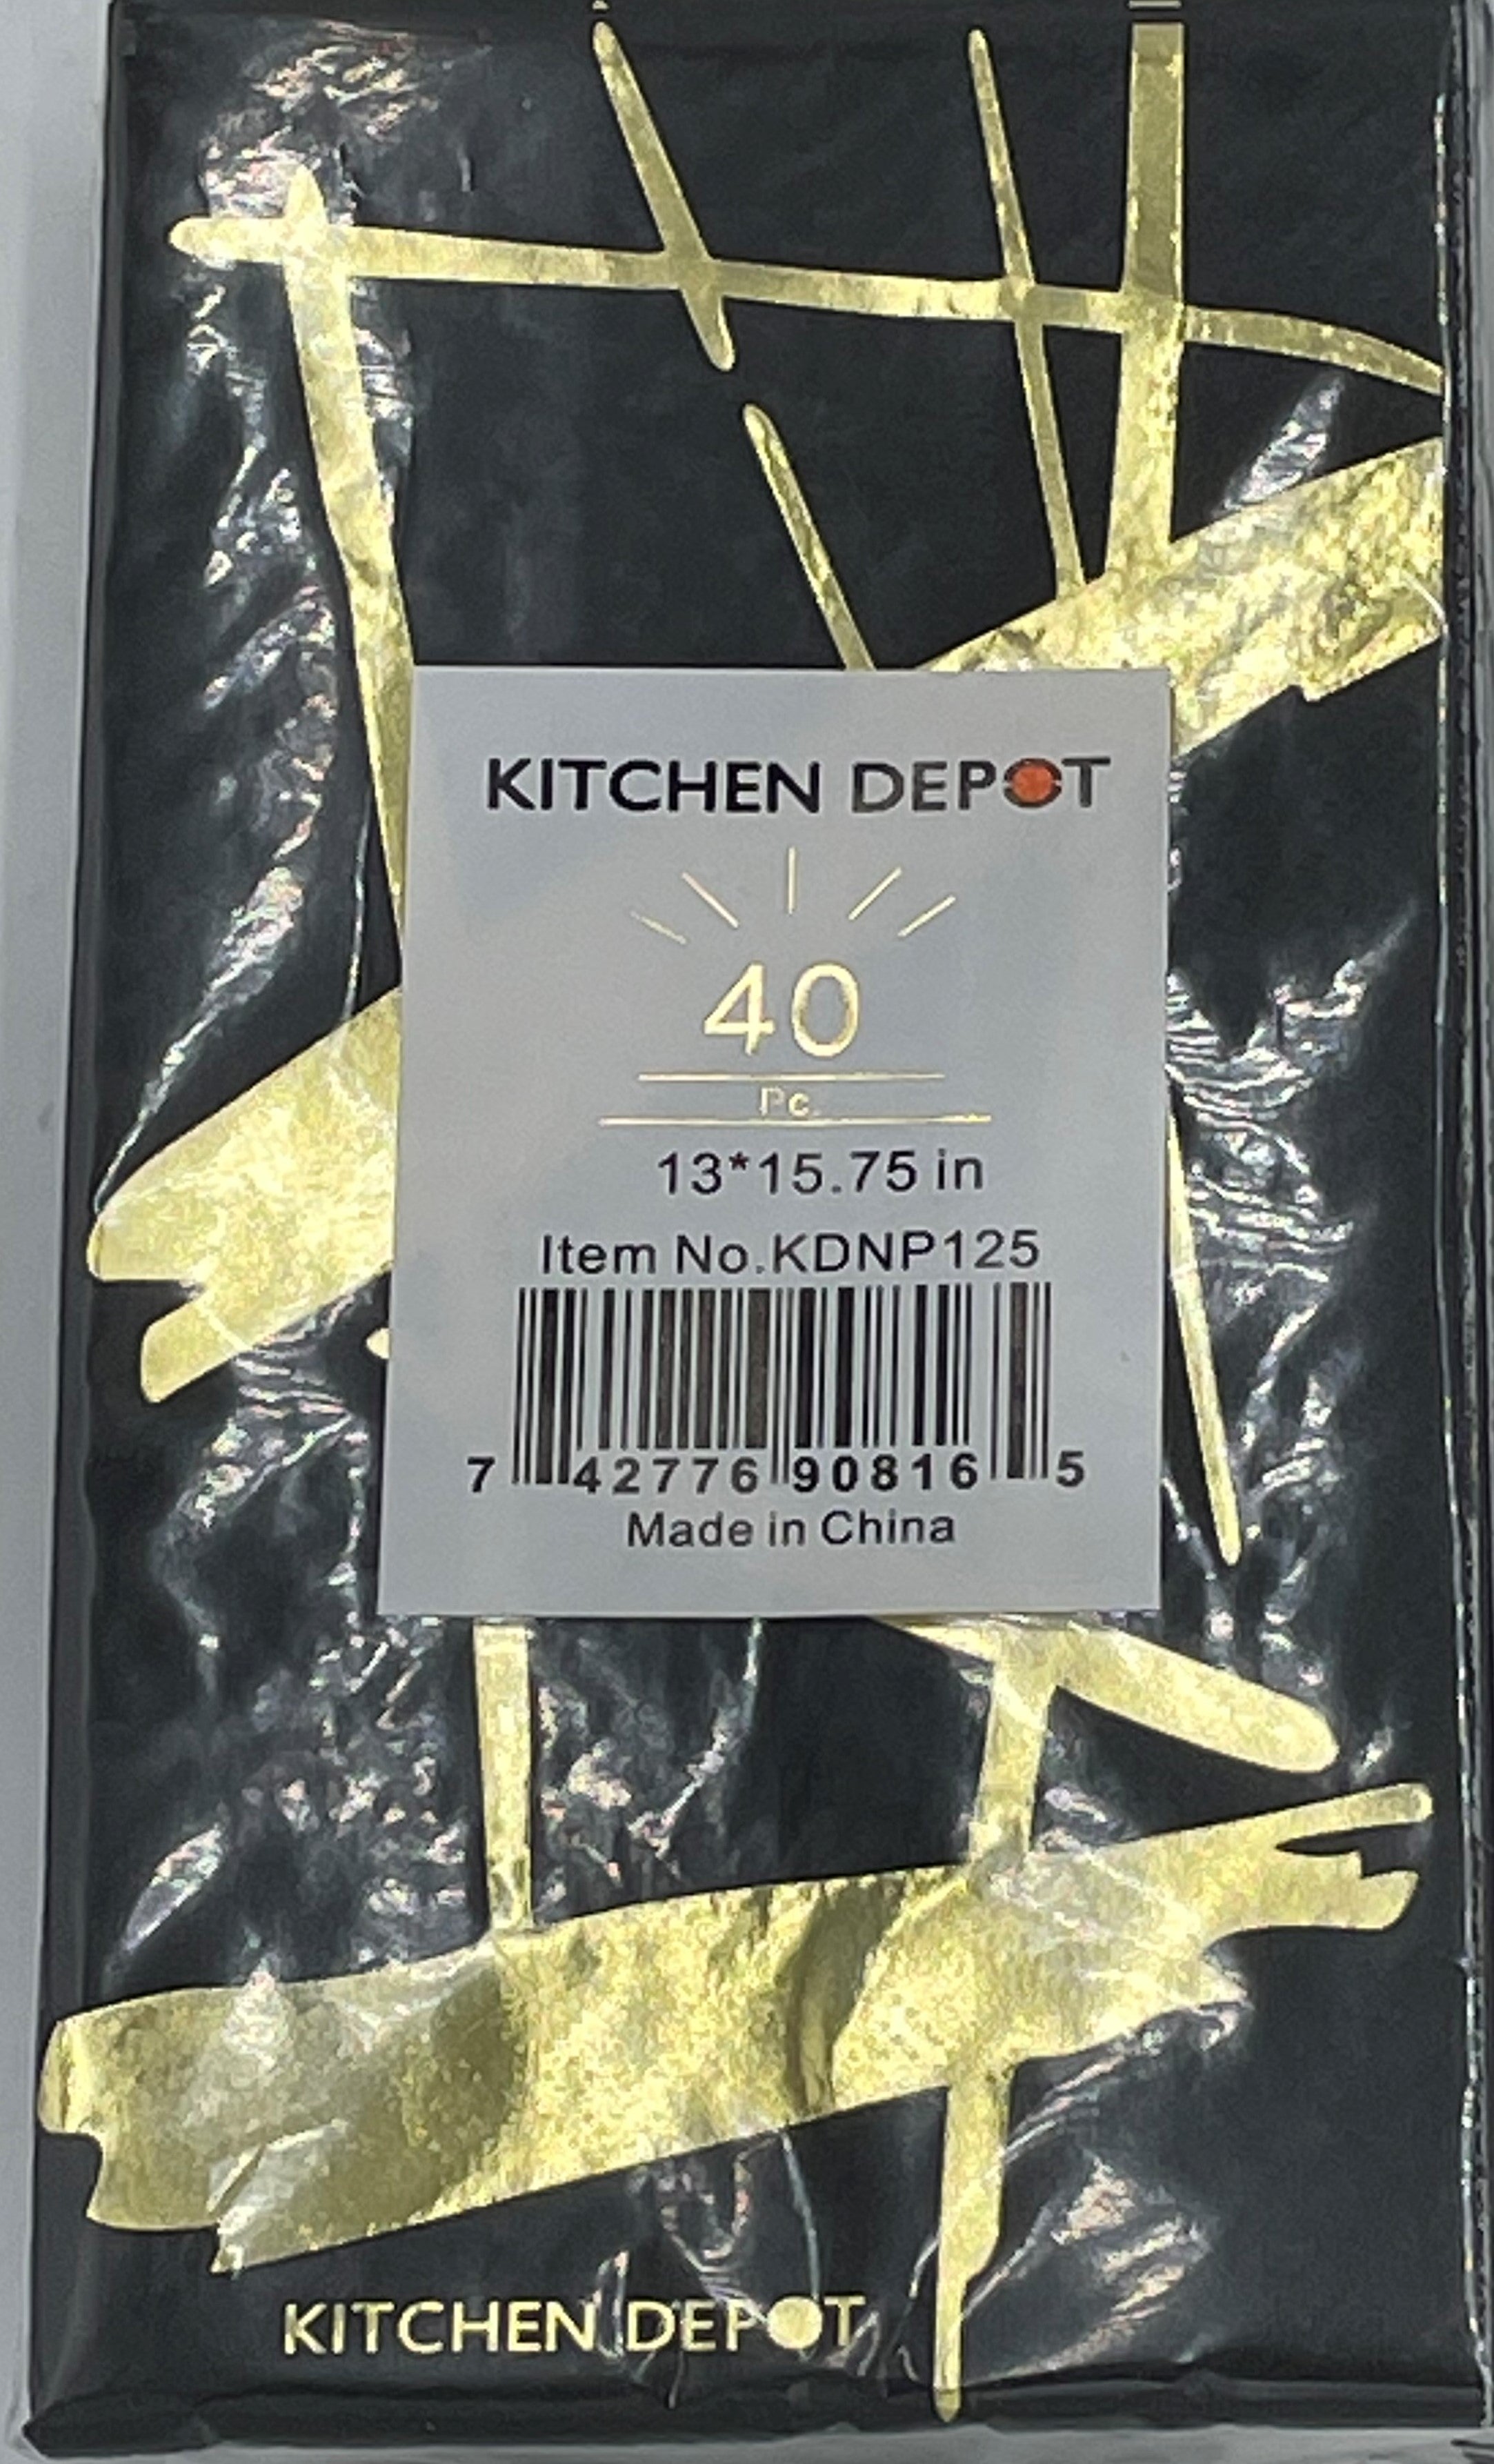 KITCHEN DEPOT
40
Pc.
13*15.75 in
Item No.KDNP125
7 42776 90816 5
Made in China
KITCHEN DEPOT